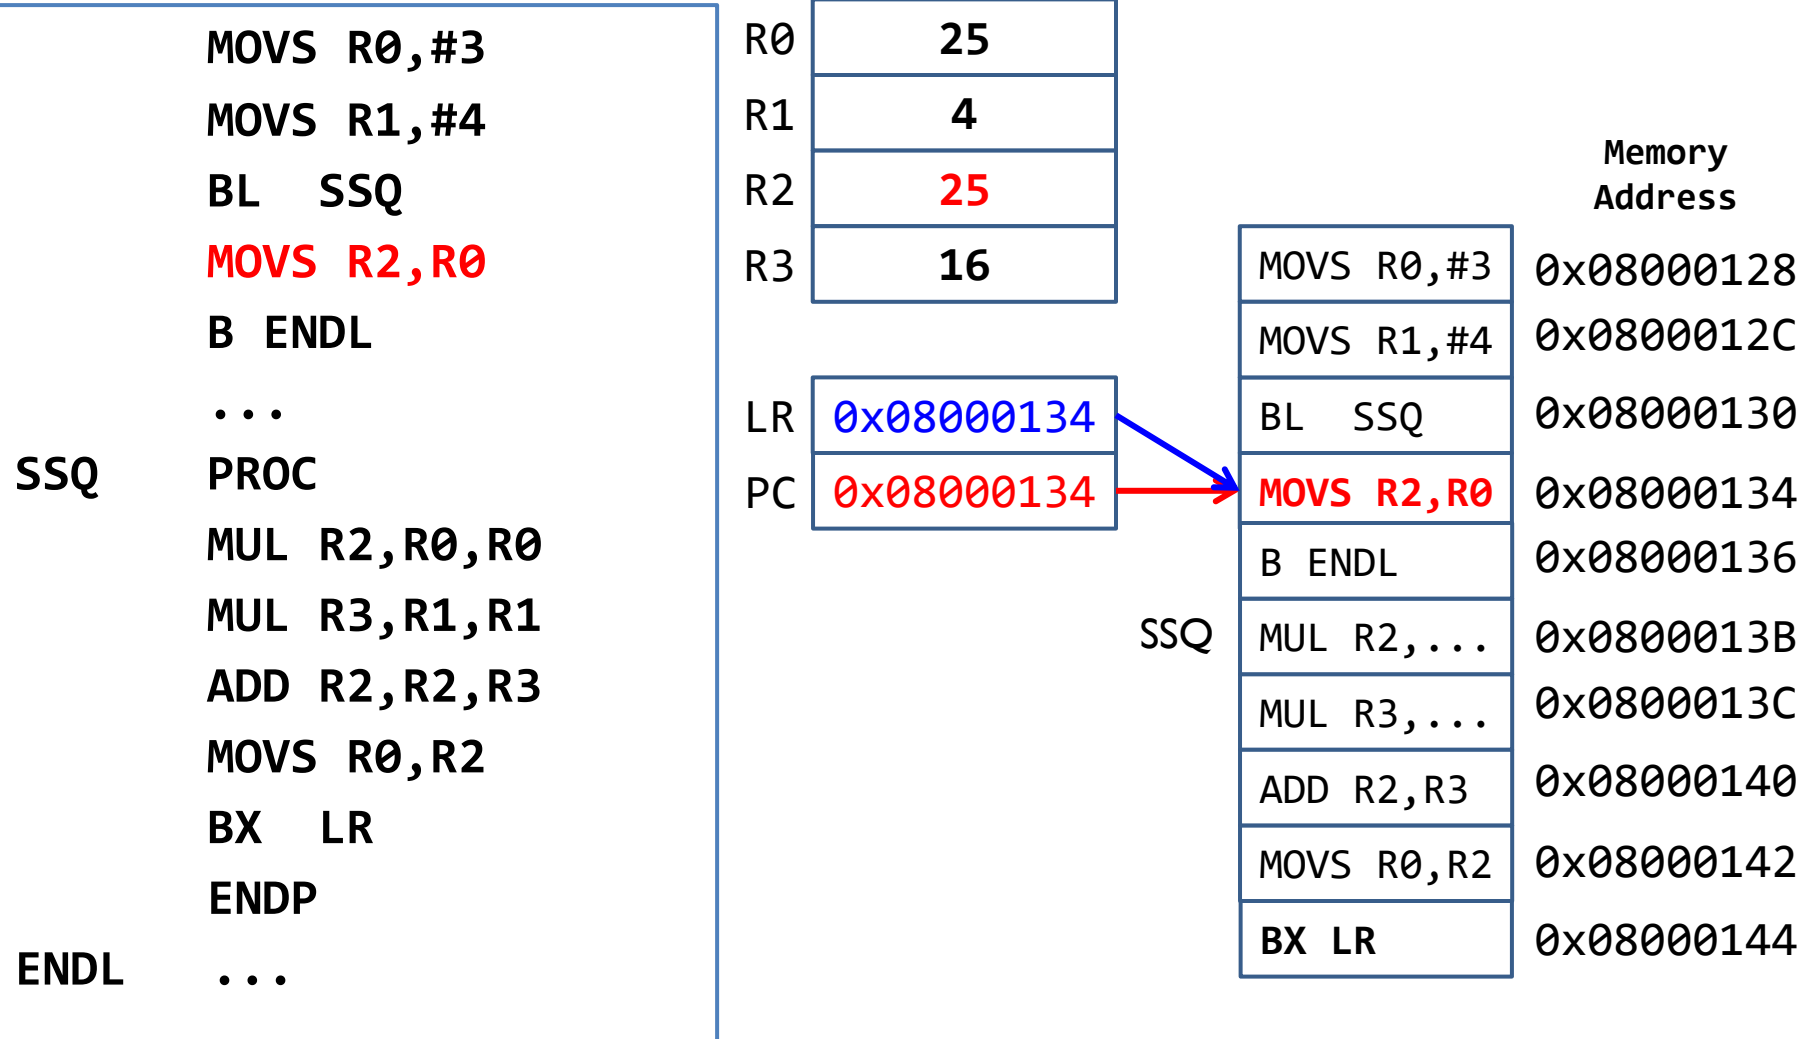 MOVS R0,#3
MOVS R1,#4
BL SSQ
MOVS R2,R0
B ENDL
...
SSQ PROC
MUL R2,R0,R0
MUL R3,R1,R1
ADD R2,R2,R3
MOVS R0,R2
BX LR
ENDP
ENDL ...
R0 25
R1 4
R2 25
R3 16
LR 0x08000134
PC 0x08000134
Memory
Address
MOVS R0,#3 0x08000128
MOVS R1,#4 0x0800012C
BL SSQ 0x08000130
MOVS R2,R0 0x08000134
B ENDL 0x08000136
SSQ MUL R2,... 0x0800013B
MUL R3,... 0x0800013C
ADD R2,R3 0x08000140
MOVS R0,R2 0x08000142
BX LR 0x08000144